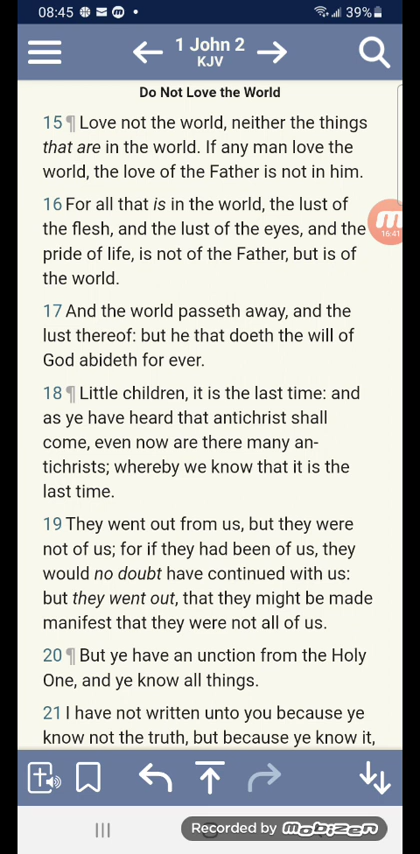 08:45 39%
1 John 2
KJV
Do Not Love the World
15 ¶ Love not the world, neither the things
that are in the world. If any man love the
world, the love of the Father is not in him.
16 For all that is in the world, the lust of
the flesh, and the lust of the eyes, and the
pride of life, is not of the Father, but is of
the world.
16:41
17 And the world passeth away, and the
lust thereof: but he that doeth the will of
God abideth for ever.
18 ¶ Little children, it is the last time: and
as ye have heard that antichrist shall
come, even now are there many an-
tichrists; whereby we know that it is the
last time.
19 They went out from us, but they were
not of us; for if they had been of us, they
would no doubt have continued with us:
but they went out, that they might be made
manifest that they were not all of us.
20 ¶ But ye have an unction from the Holy
One, and ye know all things.
21 I have not written unto you because ye
know not the truth, but because ye know it,
Recorded by mobizen